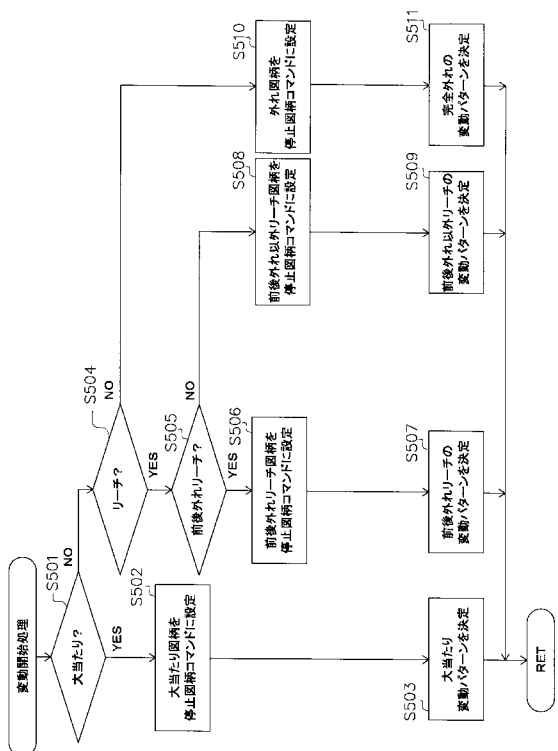 変動開始処理
S501
大当たり?
NO
YES
S502
大当たり図柄を
停止図柄コマンドに設定
S503
大当たり
変動パターンを決定
S504
リーチ?
NO
YES
S505
前後外れリーチ?
NO
YES
S506
前後外れリーチ図柄を
停止図柄コマンドに設定
S507
前後外れリーチの
変動パターンを決定
S508
前後外れ以外リーチ図柄を
停止図柄コマンドに設定
S509
前後外れ以外リーチの
変動パターンを決定
S510
外れ図柄を
停止図柄コマンドに設定
S511
完全外れの
変動パターンを決定
RET